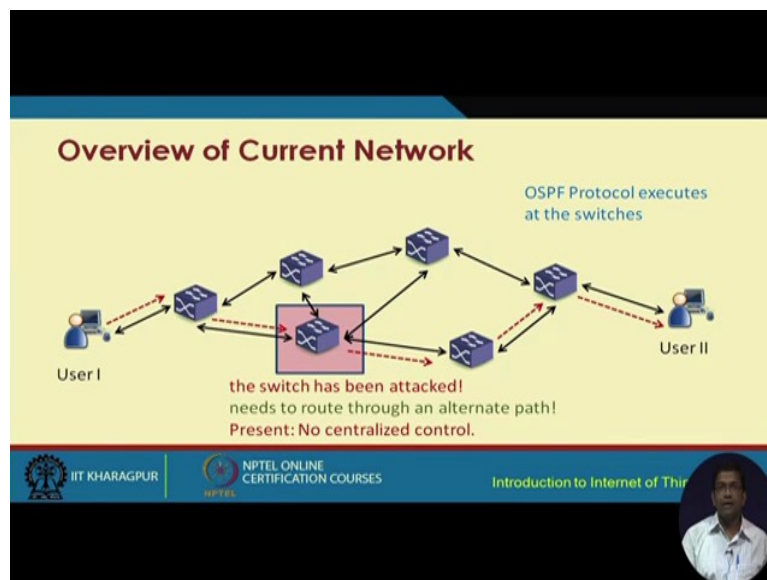 Overview of Current Network
OSPF Protocol executes
at the switches
User I
User II
the switch has been attacked!
needs to route through an alternate path!
Present: No centralized control.
IIT KHARAGPUR
NPTEL
NPTEL ONLINE
CERTIFICATION COURSES
Introduction to Internet of